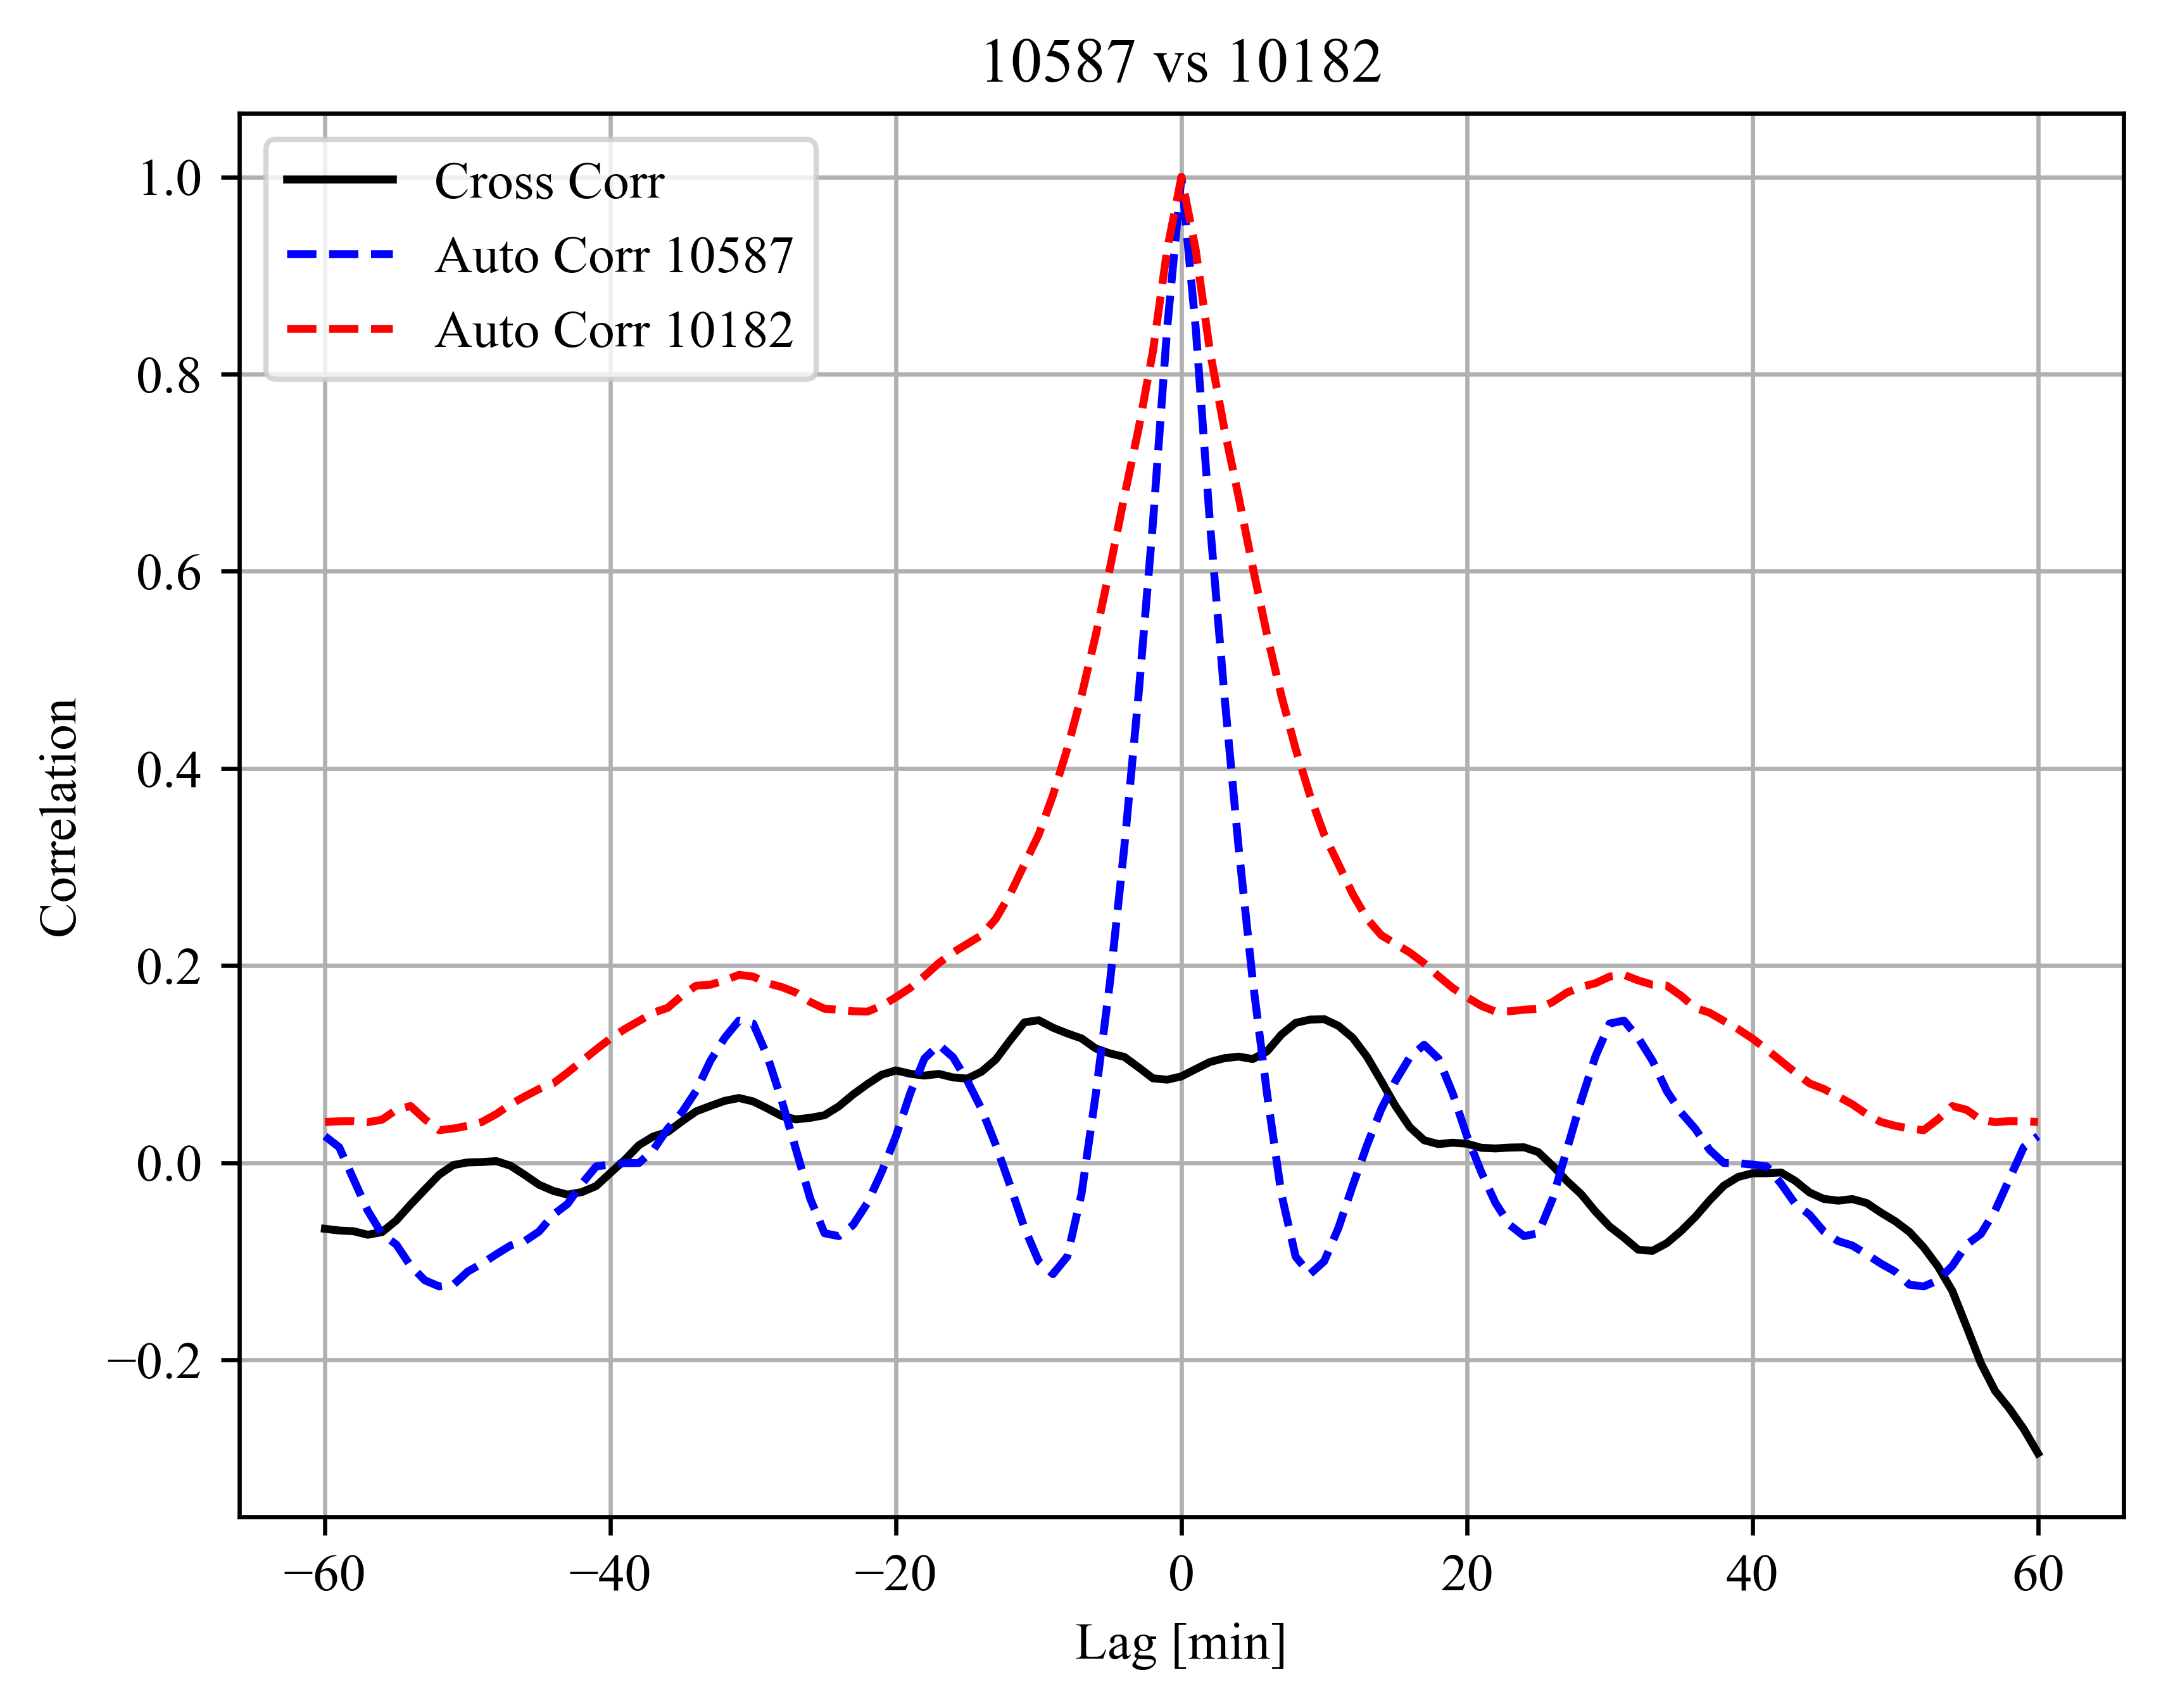 10587 vs 10182
Cross Corr
Auto Corr 10587
Auto Corr 10182
1.0
0.8
0.6
0.4
0.2
0.0
−0.2
Correlation
−60
−40
−20
0
20
40
60
Lag [min]